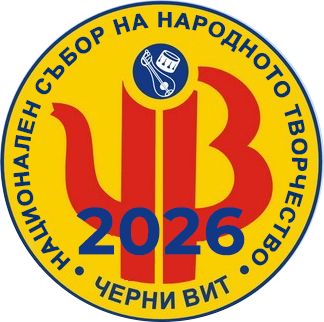 НАЦИОНАЛЕН СЪБОР НА НАРОДНОТО ТВОРЧЕСТВО
ЧВ
2026
• ЧЕРНИ ВИТ •